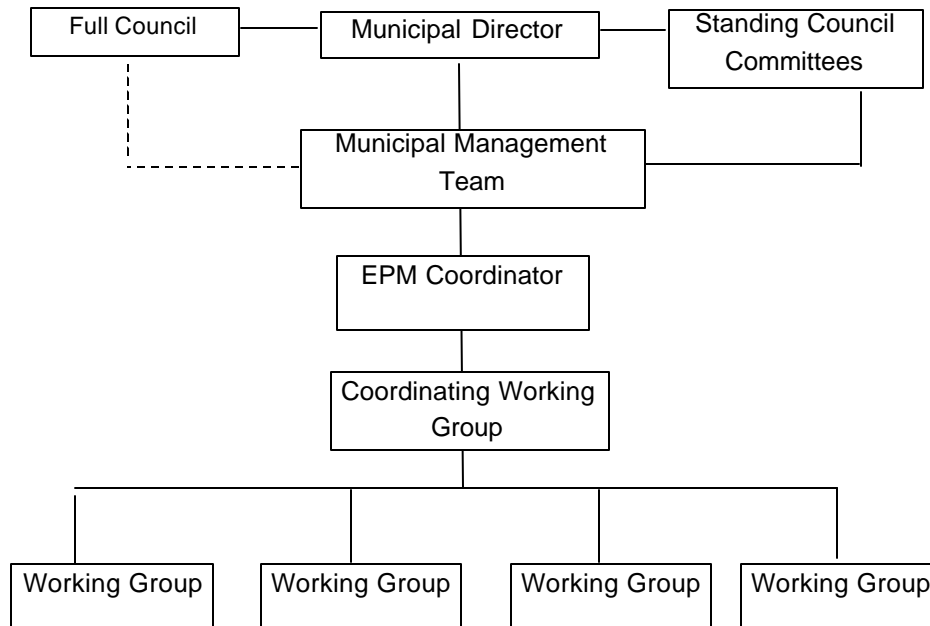 Full Council
Municipal Director
Standing Council
Committees
Municipal Management
Team
EPM Coordinator
Coordinating Working
Group
Working Group
Working Group
Working Group
Working Group